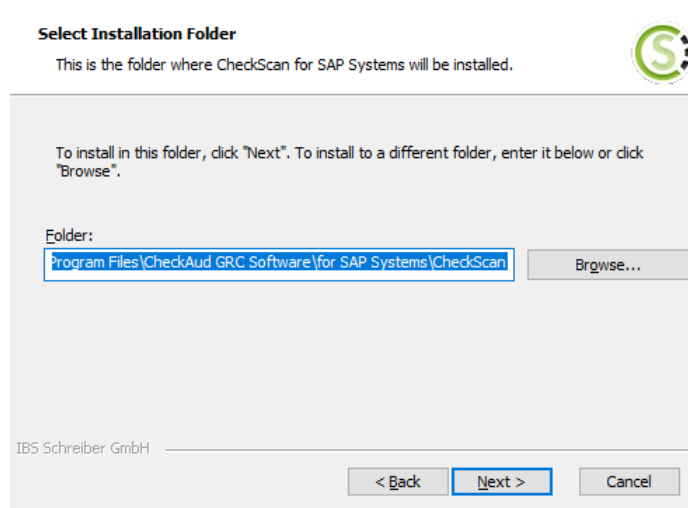 Select Installation Folder
This is the folder where CheckScan for SAP Systems will be installed.
To install in this folder, click "Next". To install to a different folder, enter it below or click
"Browse".
Folder:
Program Files\CheckAud GRC Software\for SAP Systems\CheckScan
Browse...
IBS Schreiber GmbH
< Back
Next >
Cancel